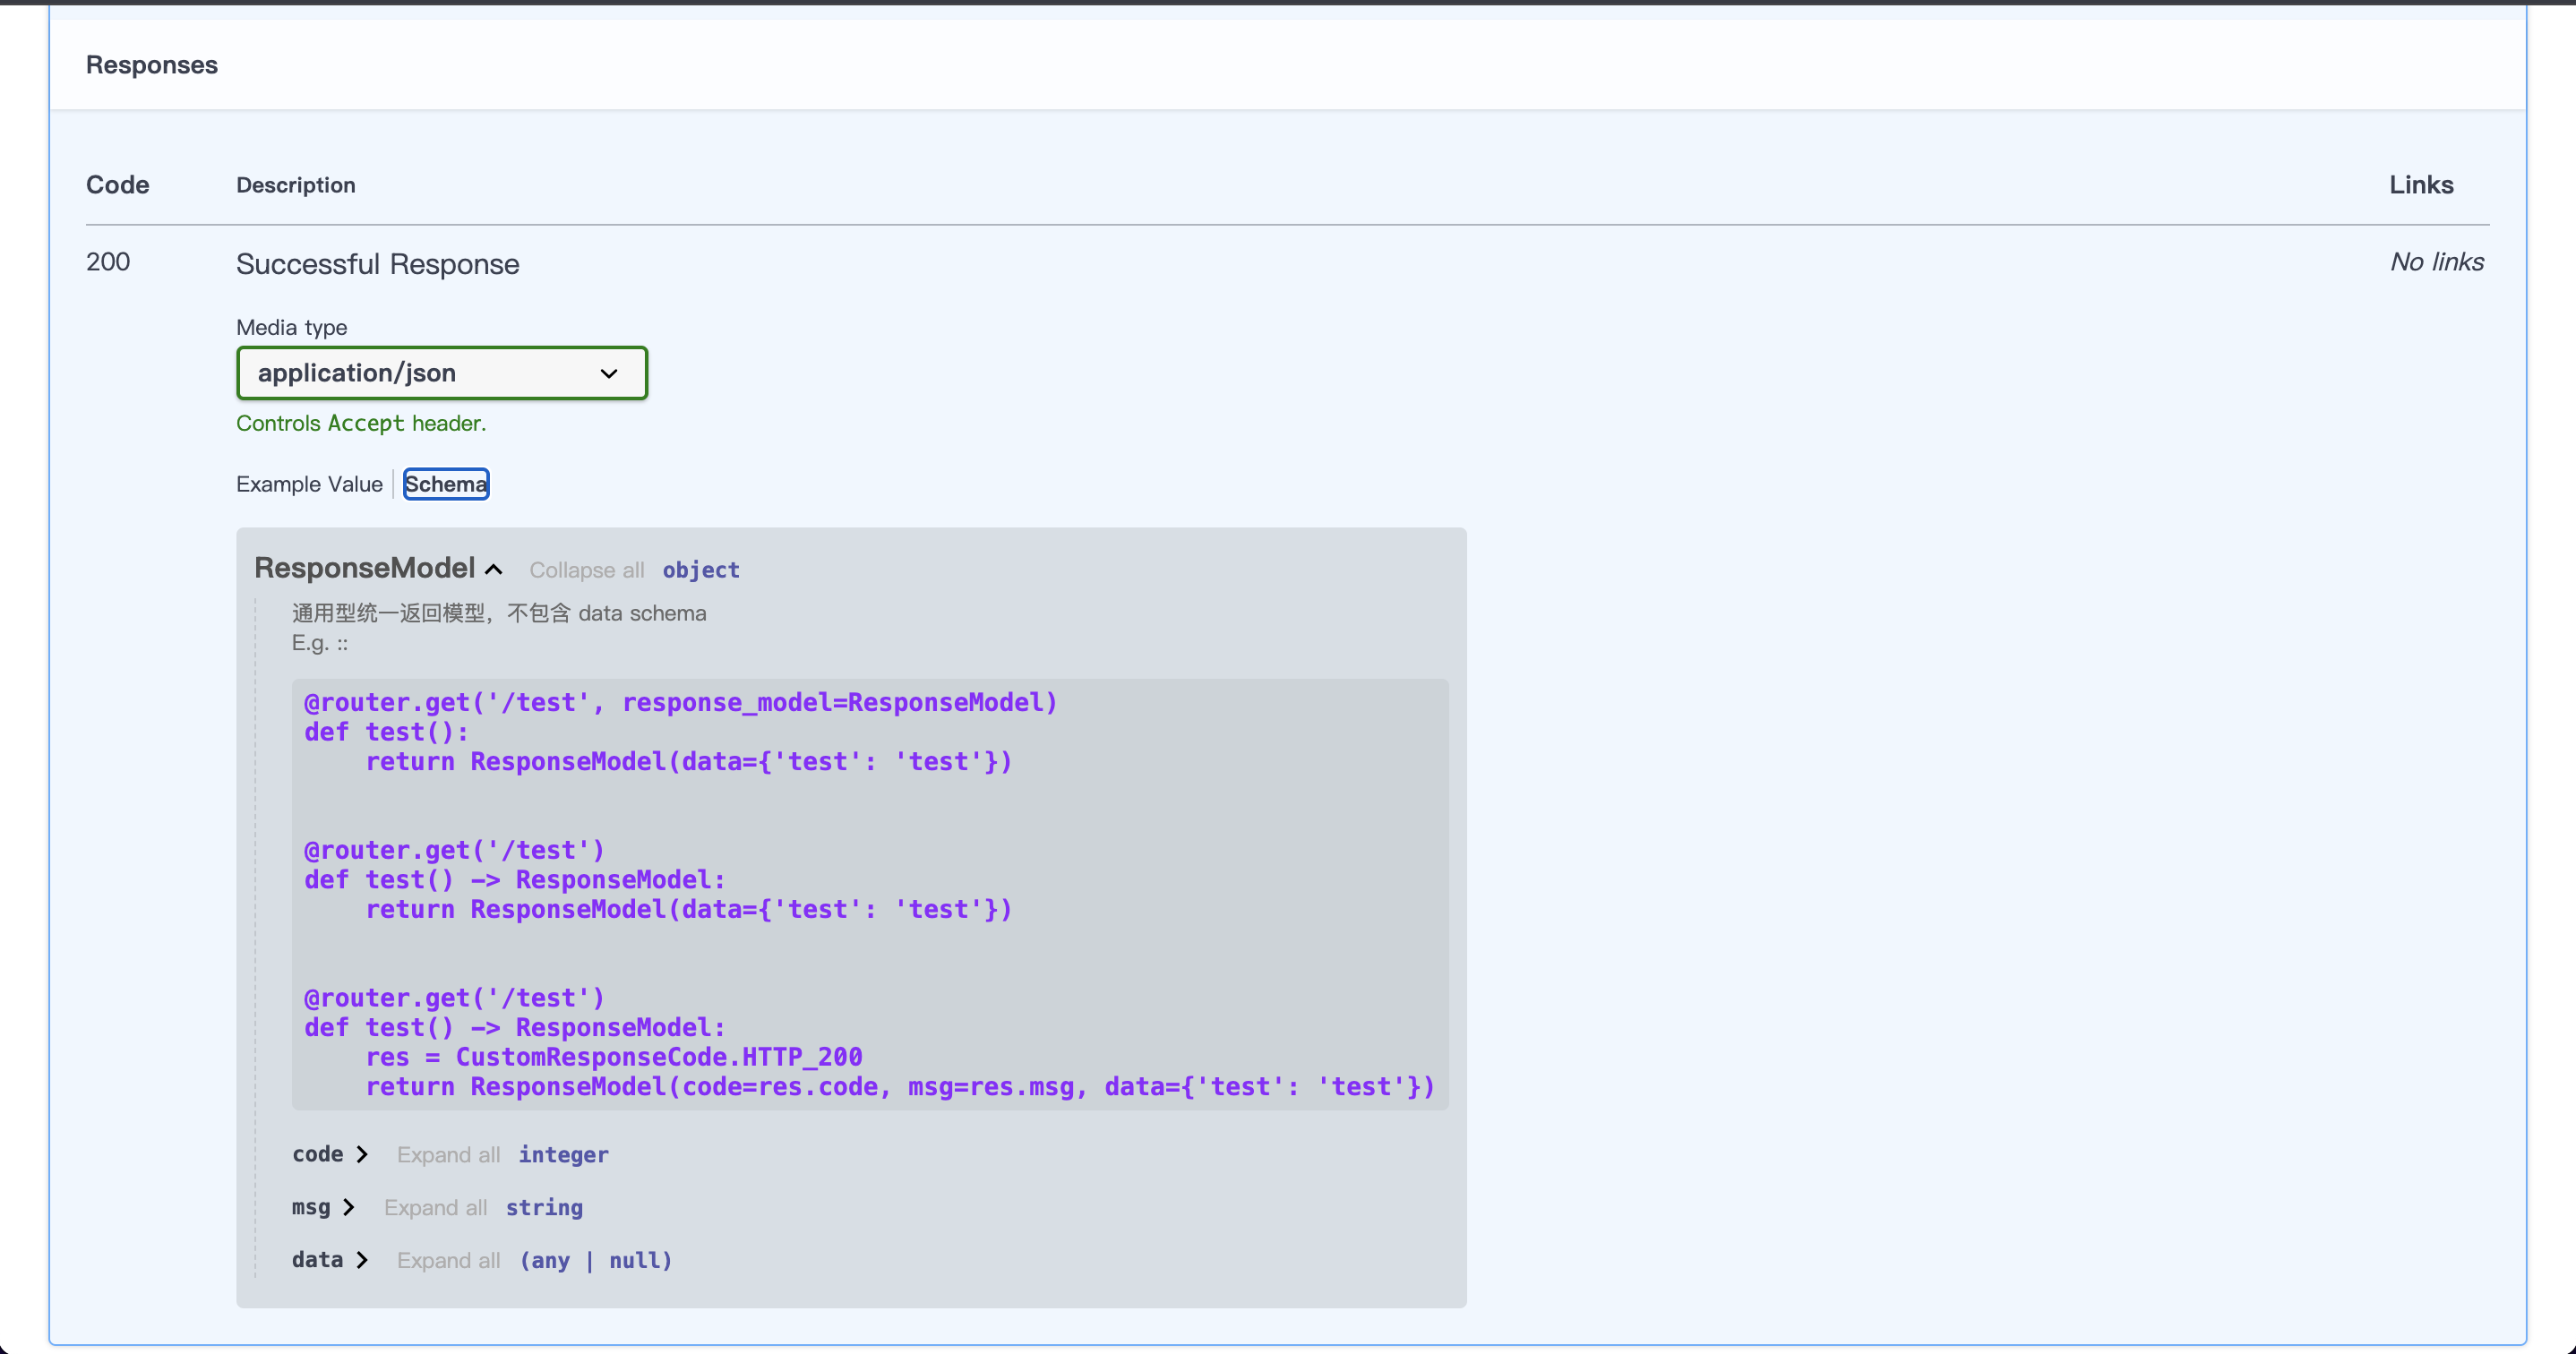 Responses
Code Description Links
200 Successful Response No links
Media type
application/json
Controls Accept header.
Example Value Schema
ResponseModel Collapse all object
通用型统一返回模型，不包含 data schema
E.g. ::
@router.get('/test', response_model=ResponseModel)
def test():
    return ResponseModel(data={'test': 'test'})
@router.get('/test')
def test() -> ResponseModel:
    return ResponseModel(data={'test': 'test'})
@router.get('/test')
def test() -> ResponseModel:
    res = CustomResponseCode.HTTP_200
    return ResponseModel(code=res.code, msg=res.msg, data={'test': 'test'})
code Expand all integer
msg Expand all string
data Expand all (any | null)